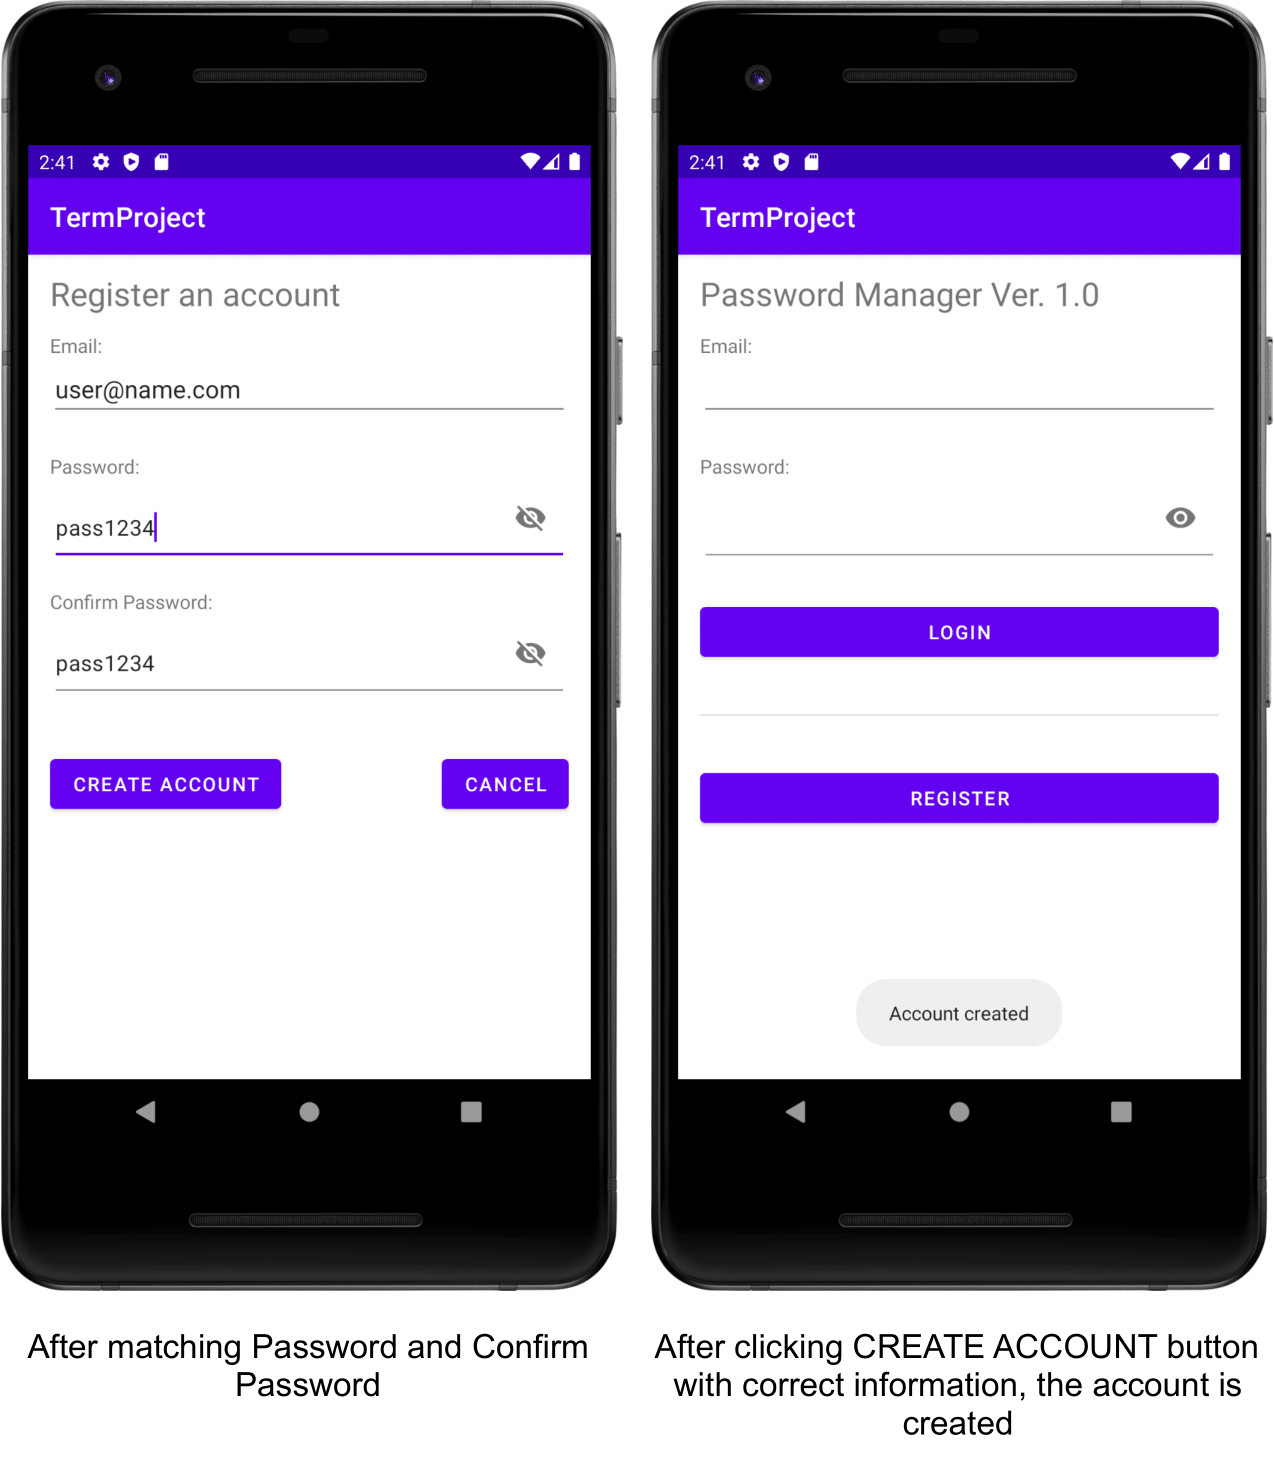 2:41
TermProject
Register an account
Email:
user@name.com
Password:
pass1234
Confirm Password:
pass1234
CREATE ACCOUNT CANCEL
After matching Password and Confirm
Password
2:41
TermProject
Password Manager Ver. 1.0
Email:
Password:
LOGIN
REGISTER
Account created
After clicking CREATE ACCOUNT button
with correct information, the account is
created